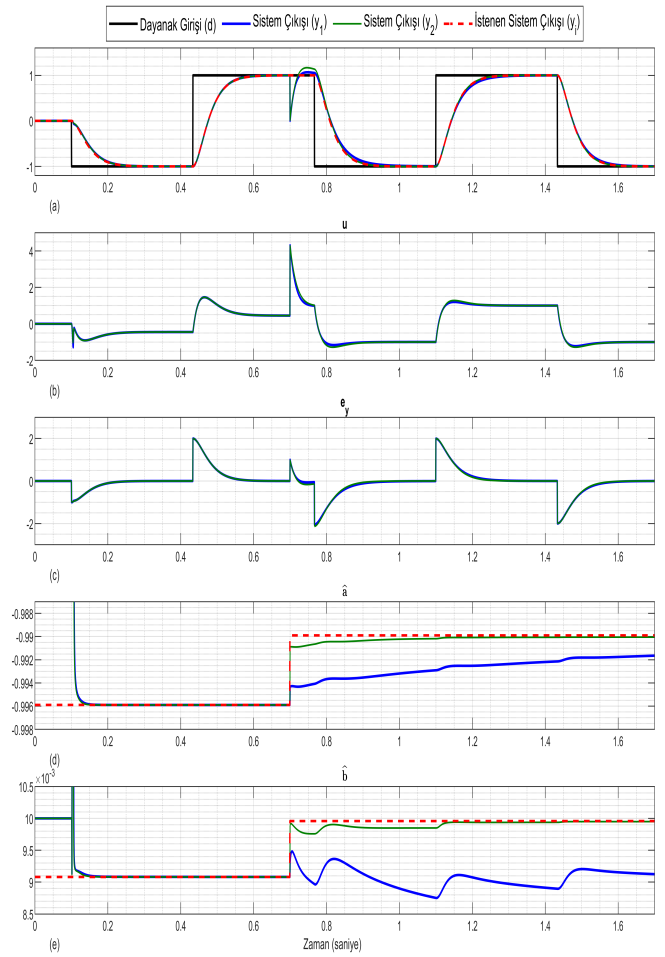 Dayanak Girişi (d) Sistem Çıkışı (y1) Sistem Çıkışı (y2) İstenen Sistem Çıkışı (yi)
1
0
-1
0 0.2 0.4 0.6 0.8 1 1.2 1.4 1.6
(a)
u
4
2
0
-2
0 0.2 0.4 0.6 0.8 1 1.2 1.4 1.6
(b)
ey
2
0
-2
0 0.2 0.4 0.6 0.8 1 1.2 1.4 1.6
(c)
â
-0.988
-0.99
-0.992
-0.994
-0.996
-0.998
0 0.2 0.4 0.6 0.8 1 1.2 1.4 1.6
(d)
b̂
×10-3
10.5
10
9.5
9
8.5
0 0.2 0.4 0.6 0.8 1 1.2 1.4 1.6
(e) Zaman (saniye)